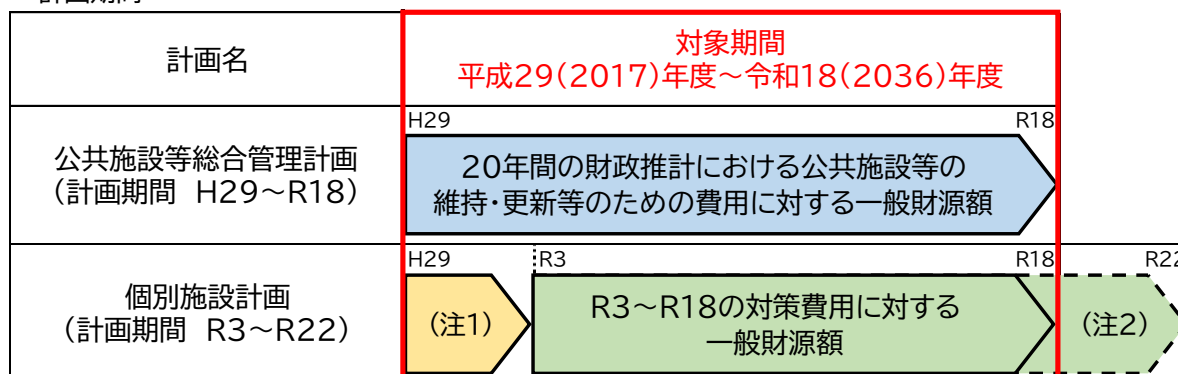 計画期間
計画名
対象期間
平成29(2017)年度～令和18(2036)年度
公共施設等総合管理計画
(計画期間 H29～R18)
H29
R18
20年間の財政推計における公共施設等の
維持・更新等のための費用に対する一般財源額
個別施設計画
(計画期間 R3～R22)
H29
R3
R18
R22
(注1)
R3～R18の対策費用に対する
一般財源額
(注2)